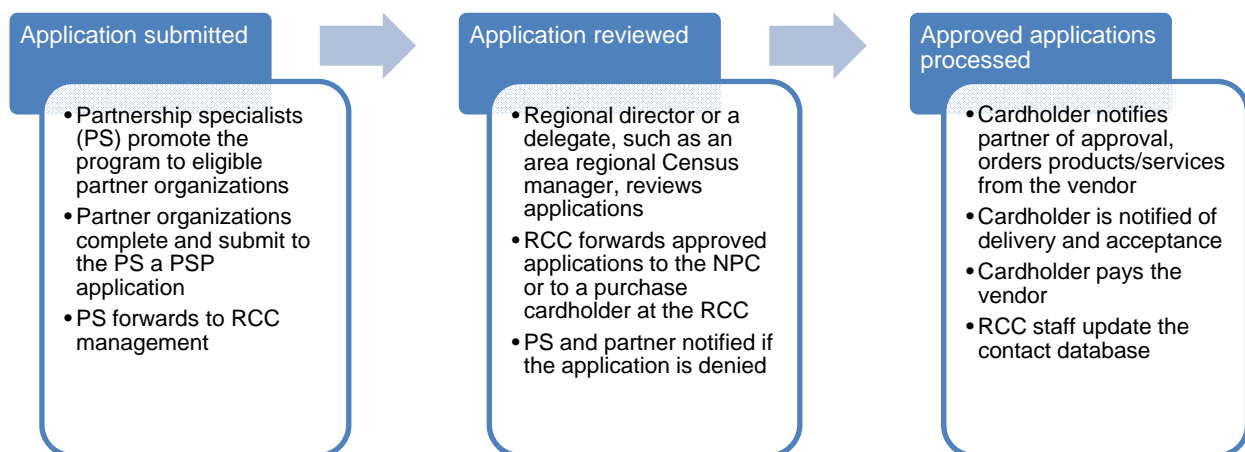 Application submitted
• Partnership specialists
(PS) promote the
program to eligible
partner organizations
• Partner organizations
complete and submit to
the PS a PSP
application
• PS forwards to RCC
management
Application reviewed
• Regional director or a
delegate, such as an
area regional Census
manager, reviews
applications
• RCC forwards approved
applications to the NPC
or to a purchase
cardholder at the RCC
• PS and partner notified if
the application is denied
Approved applications
processed
• Cardholder notifies
partner of approval,
orders products/services
from the vendor
• Cardholder is notified of
delivery and acceptance
• Cardholder pays the
vendor
• RCC staff update the
contact database